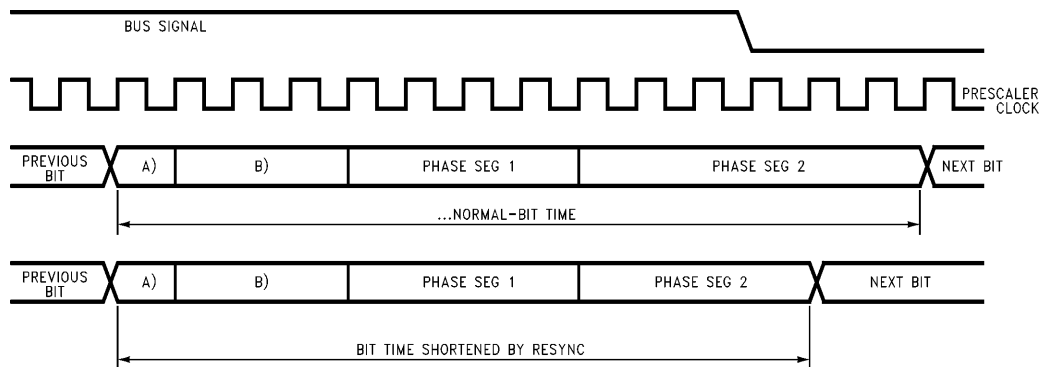 BUS SIGNAL
PRESCALER
CLOCK
PREVIOUS
BIT
A)
B)
PHASE SEG 1
PHASE SEG 2
NEXT BIT
...NORMAL-BIT TIME
PREVIOUS
BIT
A)
B)
PHASE SEG 1
PHASE SEG 2
NEXT BIT
BIT TIME SHORTENED BY RESYNC